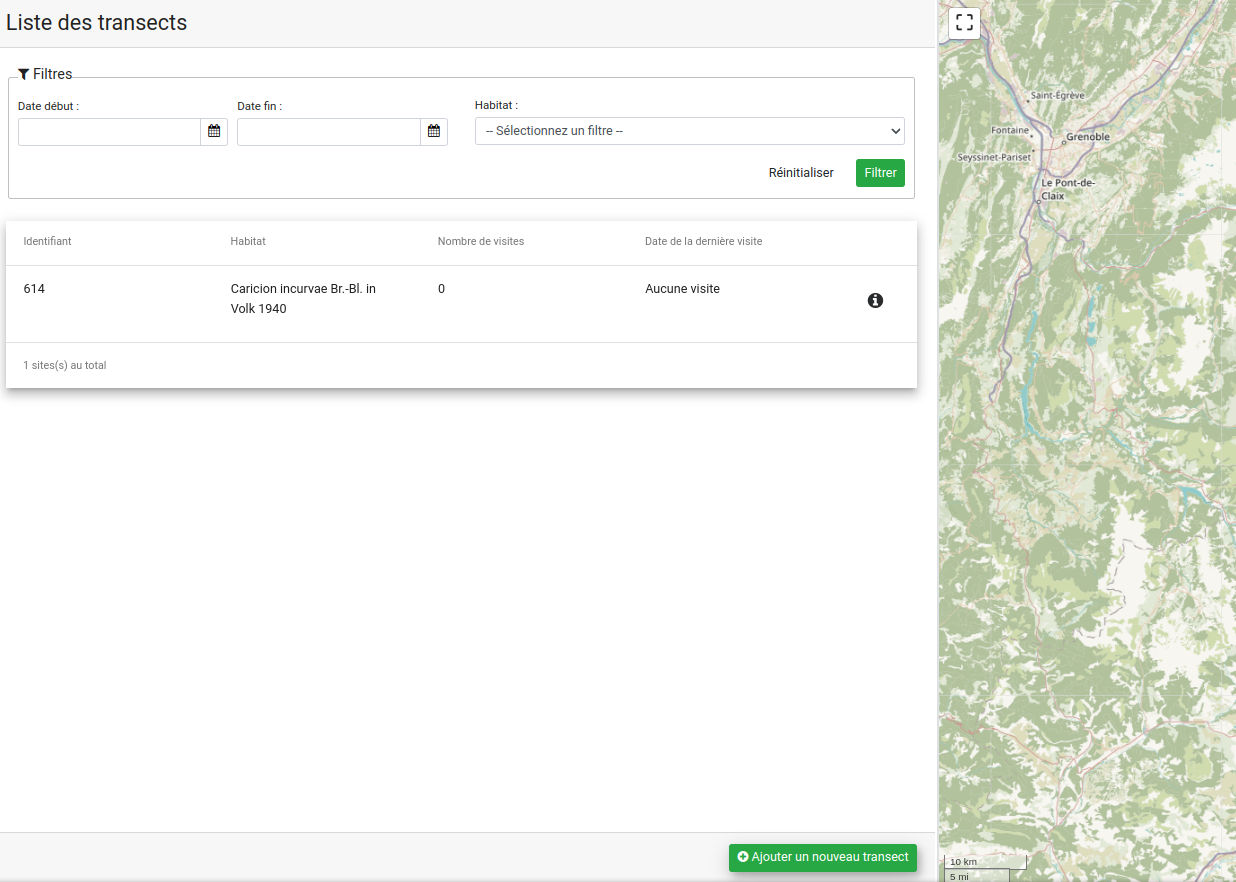 Liste des transects
Filtres
Date début :
Date fin :
Habitat :
-- Sélectionnez un filtre --
Réinitialiser
Filtrer
Identifiant
Habitat
Nombre de visites
Date de la dernière visite
614
Caricion incurvae Br.-Bl. in
Volk 1940
0
Aucune visite
1 sites(s) au total
Ajouter un nouveau transect
Saint-Égrève
Fontaine
Grenoble
Seyssinet-Pariset
Le Pont-de-
Claix
10 km
5 mi